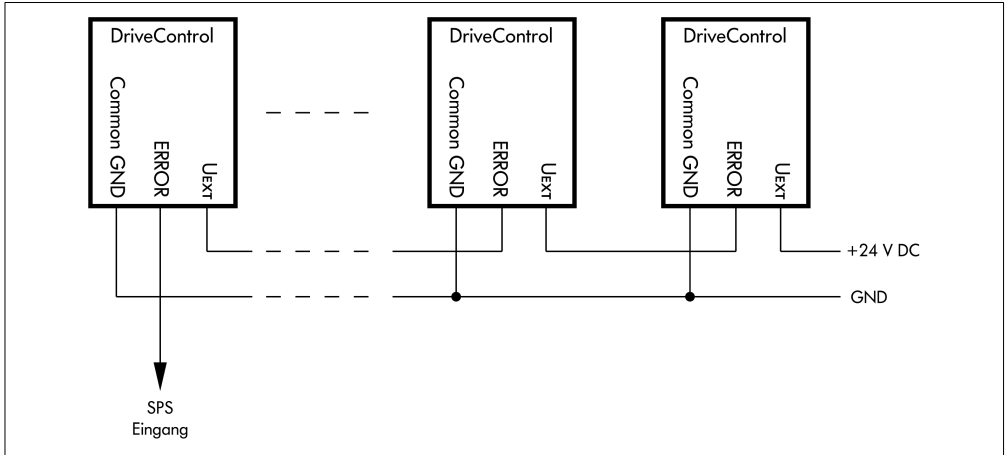 DriveControl
DriveControl
DriveControl
Common GND
ERROR
UEXT
Common GND
ERROR
UEXT
Common GND
ERROR
UEXT
+24 V DC
GND
SPS
Eingang